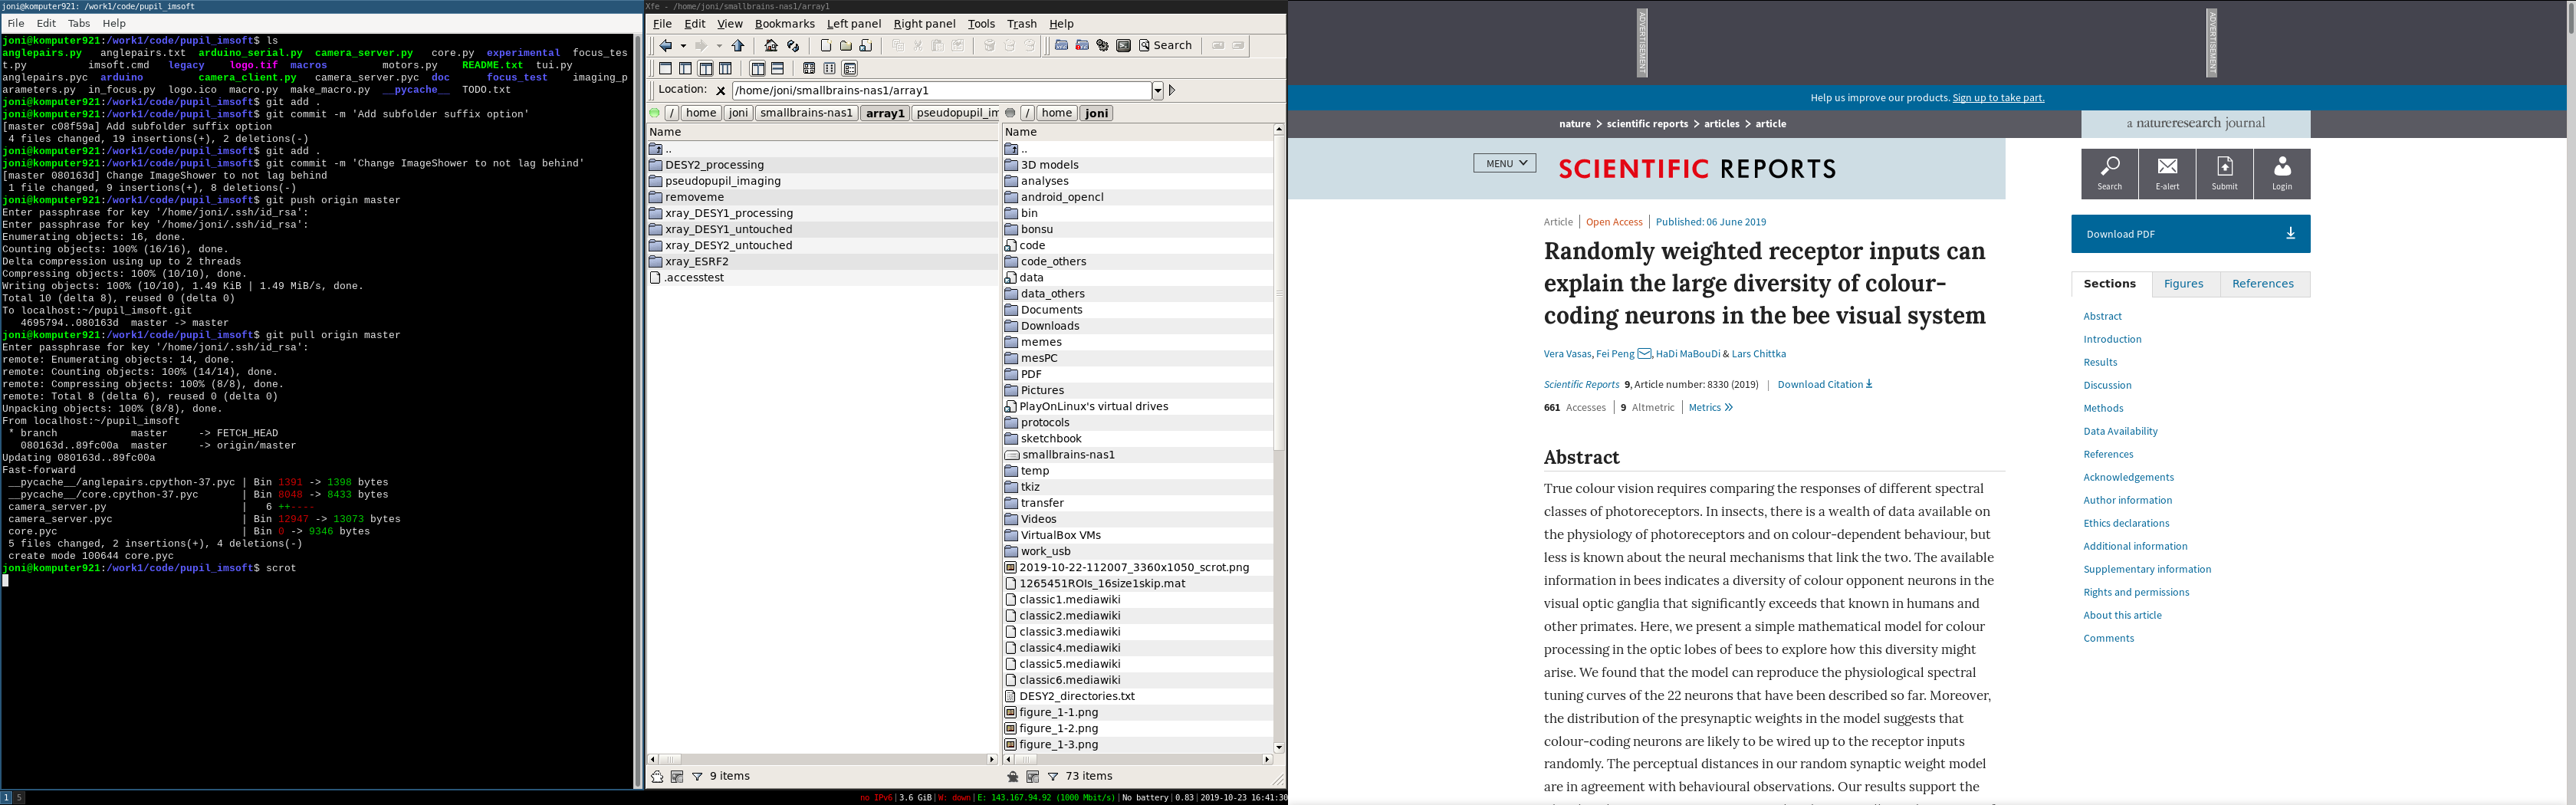 joni@komputer921: /work1/code/pupil_imsoft
File Edit Tabs Help
joni@komputer921:/work1/code/pupil_imsoft$ ls
anglepairs.py anglepairs.txt arduino_serial.py camera_server.py core.py experimental focus_tes
t.py imsoft.cmd legacy logo.tif macros motors.py README.txt tui.py
anglepairs.pyc arduino camera_client.py camera_server.pyc doc focus_test imaging_p
arameters.py in_focus.py logo.ico macro.py make_macro.py __pycache__ TODO.txt
joni@komputer921:/work1/code/pupil_imsoft$ git add .
joni@komputer921:/work1/code/pupil_imsoft$ git commit -m 'Add subfolder suffix option'
[master c08f59a] Add subfolder suffix option
4 files changed, 19 insertions(+), 2 deletions(-)
joni@komputer921:/work1/code/pupil_imsoft$ git add .
joni@komputer921:/work1/code/pupil_imsoft$ git commit -m 'Change ImageShower to not lag behind'
[master 080163d] Change ImageShower to not lag behind
1 file changed, 9 insertions(+), 8 deletions(-)
joni@komputer921:/work1/code/pupil_imsoft$ git push origin master
Enter passphrase for key '/home/joni/.ssh/id_rsa':
Enter passphrase for key '/home/joni/.ssh/id_rsa':
Enumerating objects: 16, done.
Counting objects: 100% (16/16), done.
Delta compression using up to 2 threads
Compressing objects: 100% (10/10), done.
Writing objects: 100% (10/10), 1.49 KiB | 1.49 MiB/s, done.
Total 10 (delta 8), reused 0 (delta 0)
To localhost:~/pupil_imsoft.git
4695794..080163d master -> master
joni@komputer921:/work1/code/pupil_imsoft$ git pull origin master
Enter passphrase for key '/home/joni/.ssh/id_rsa':
remote: Enumerating objects: 14, done.
remote: Counting objects: 100% (14/14), done.
remote: Compressing objects: 100% (8/8), done.
remote: Total 8 (delta 6), reused 0 (delta 0)
Unpacking objects: 100% (8/8), done.
From localhost:~/pupil_imsoft
* branch master -> FETCH_HEAD
080163d..89fc00a master -> origin/master
Updating 080163d..89fc00a
Fast-forward
__pycache__/anglepairs.cpython-37.pyc | Bin 1391 -> 1398 bytes
__pycache__/core.cpython-37.pyc | Bin 8048 -> 8433 bytes
camera_server.py | 6 ++----
camera_server.pyc | Bin 12947 -> 13073 bytes
core.pyc | Bin 0 -> 9346 bytes
5 files changed, 2 insertions(+), 4 deletions(-)
create mode 100644 core.pyc
joni@komputer921:/work1/code/pupil_imsoft$ scrot
1 5
Xfe - /home/joni/smallbrains-nas1/array1
File Edit View Bookmarks Left panel Right panel Tools Trash Help
Search
Location: /home/joni/smallbrains-nas1/array1
/ home joni smallbrains-nas1 array1 pseudopupil_im
Name
..
DESY2_processing
pseudopupil_imaging
removeme
xray_DESY1_processing
xray_DESY1_untouched
xray_DESY2_untouched
xray_ESRF2
.accesstest
9 items
/ home joni
Name
..
3D models
analyses
android_opencl
bin
bonsu
code
code_others
data
data_others
Documents
Downloads
memes
mesPC
PDF
Pictures
PlayOnLinux's virtual drives
protocols
sketchbook
smallbrains-nas1
temp
tkiz
transfer
Videos
VirtualBox VMs
work_usb
2019-10-22-112007_3360x1050_scrot.png
1265451ROIs_16size1skip.mat
classic1.mediawiki
classic2.mediawiki
classic3.mediawiki
classic4.mediawiki
classic5.mediawiki
classic6.mediawiki
DESY2_directories.txt
figure_1-1.png
figure_1-2.png
figure_1-3.png
73 items
no IPv6|3.6 GiB|W: down|E: 143.167.94.92 (1000 Mbit/s)|No battery|0.83|2019-10-23 16:41:30
ADVERTISEMENT
ADVERTISEMENT
Help us improve our products. Sign up to take part.
nature > scientific reports > articles > article
a natureresearch journal
MENU
SCIENTIFIC REPORTS
Search E-alert Submit Login
Article | Open Access | Published: 06 June 2019
Randomly weighted receptor inputs can
explain the large diversity of colour-
coding neurons in the bee visual system
Vera Vasas, Fei Peng, HaDi MaBouDi & Lars Chittka
Scientific Reports 9, Article number: 8330 (2019) | Download Citation
661 Accesses | 9 Altmetric | Metrics
Abstract
True colour vision requires comparing the responses of different spectral
classes of photoreceptors. In insects, there is a wealth of data available on
the physiology of photoreceptors and on colour-dependent behaviour, but
less is known about the neural mechanisms that link the two. The available
information in bees indicates a diversity of colour opponent neurons in the
visual optic ganglia that significantly exceeds that known in humans and
other primates. Here, we present a simple mathematical model for colour
processing in the optic lobes of bees to explore how this diversity might
arise. We found that the model can reproduce the physiological spectral
tuning curves of the 22 neurons that have been described so far. Moreover,
the distribution of the presynaptic weights in the model suggests that
colour-coding neurons are likely to be wired up to the receptor inputs
randomly. The perceptual distances in our random synaptic weight model
are in agreement with behavioural observations. Our results support the
Download PDF
Sections Figures References
Abstract
Introduction
Results
Discussion
Methods
Data Availability
References
Acknowledgements
Author information
Ethics declarations
Additional information
Supplementary information
Rights and permissions
About this article
Comments